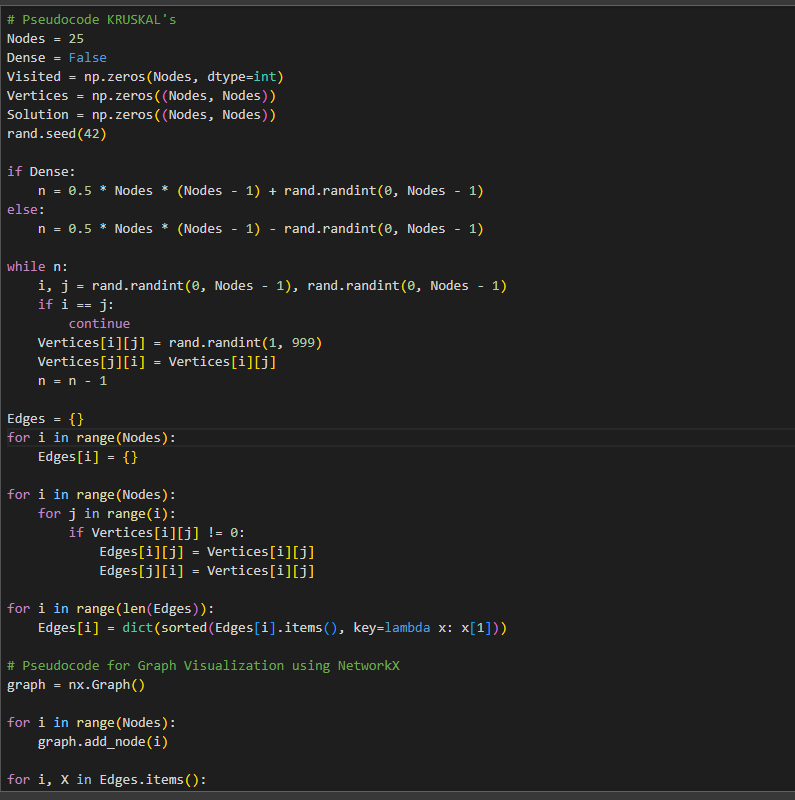 # Pseudocode KRUSKAL's
Nodes = 25
Dense = False
Visited = np.zeros(Nodes, dtype=int)
Vertices = np.zeros((Nodes, Nodes))
Solution = np.zeros((Nodes, Nodes))
rand.seed(42)

if Dense:
    n = 0.5 * Nodes * (Nodes - 1) + rand.randint(0, Nodes - 1)
else:
    n = 0.5 * Nodes * (Nodes - 1) - rand.randint(0, Nodes - 1)

while n:
    i, j = rand.randint(0, Nodes - 1), rand.randint(0, Nodes - 1)
    if i == j:
        continue
    Vertices[i][j] = rand.randint(1, 999)
    Vertices[j][i] = Vertices[i][j]
    n = n - 1

Edges = {}
for i in range(Nodes):
    Edges[i] = {}

for i in range(Nodes):
    for j in range(i):
        if Vertices[i][j] != 0:
            Edges[i][j] = Vertices[i][j]
            Edges[j][i] = Vertices[i][j]

for i in range(len(Edges)):
    Edges[i] = dict(sorted(Edges[i].items(), key=lambda x: x[1]))

# Pseudocode for Graph Visualization using NetworkX
graph = nx.Graph()

for i in range(Nodes):
    graph.add_node(i)

for i, X in Edges.items():